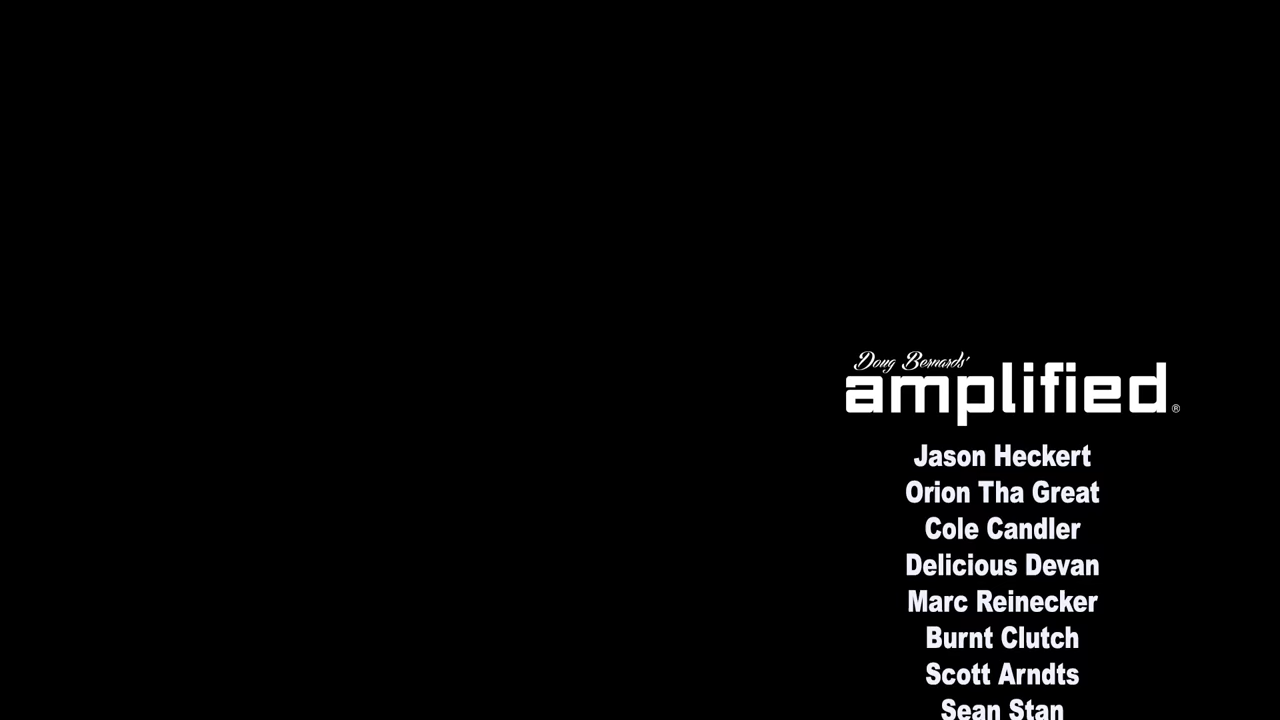 Doug Bernards'
amplified®
Jason Heckert
Orion Tha Great
Cole Candler
Delicious Devan
Marc Reinecker
Burnt Clutch
Scott Arndts
Sean Stan